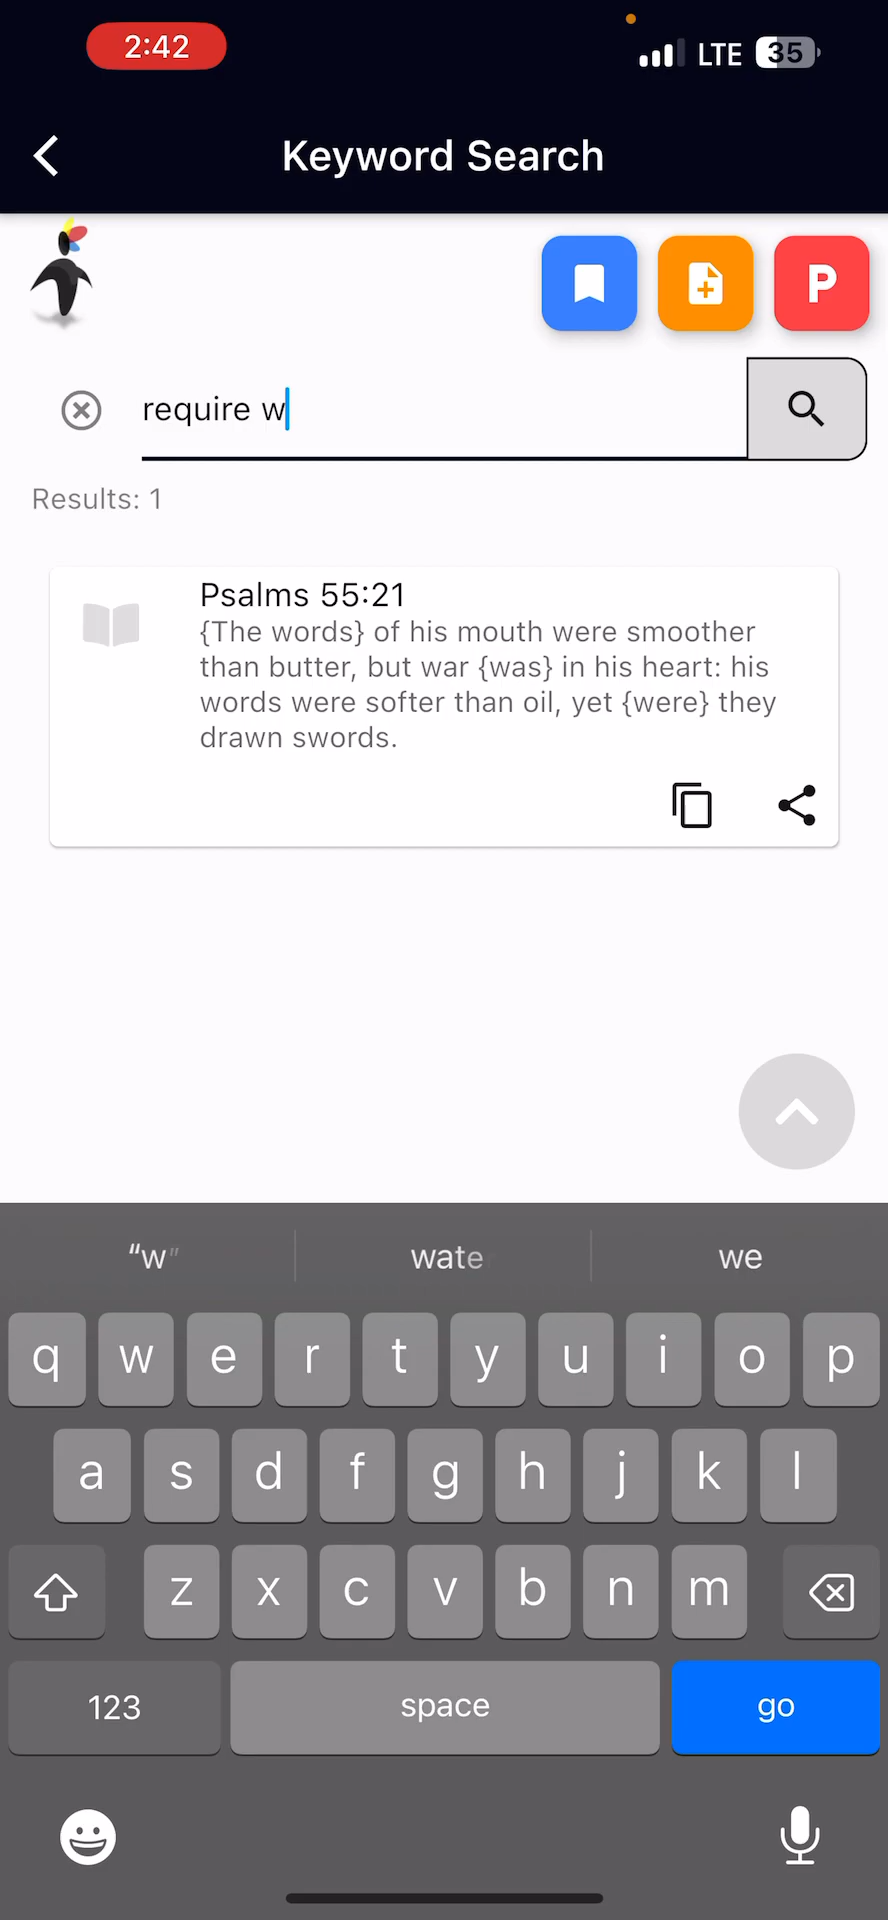 2:42
LTE 35
Keyword Search
P
require w
Results: 1
Psalms 55:21
{The words} of his mouth were smoother
than butter, but war {was} in his heart: his
words were softer than oil, yet {were} they
drawn swords.
“w” wate we
q w e r t y u i o p
a s d f g h j k l
z x c v b n m
123 space go